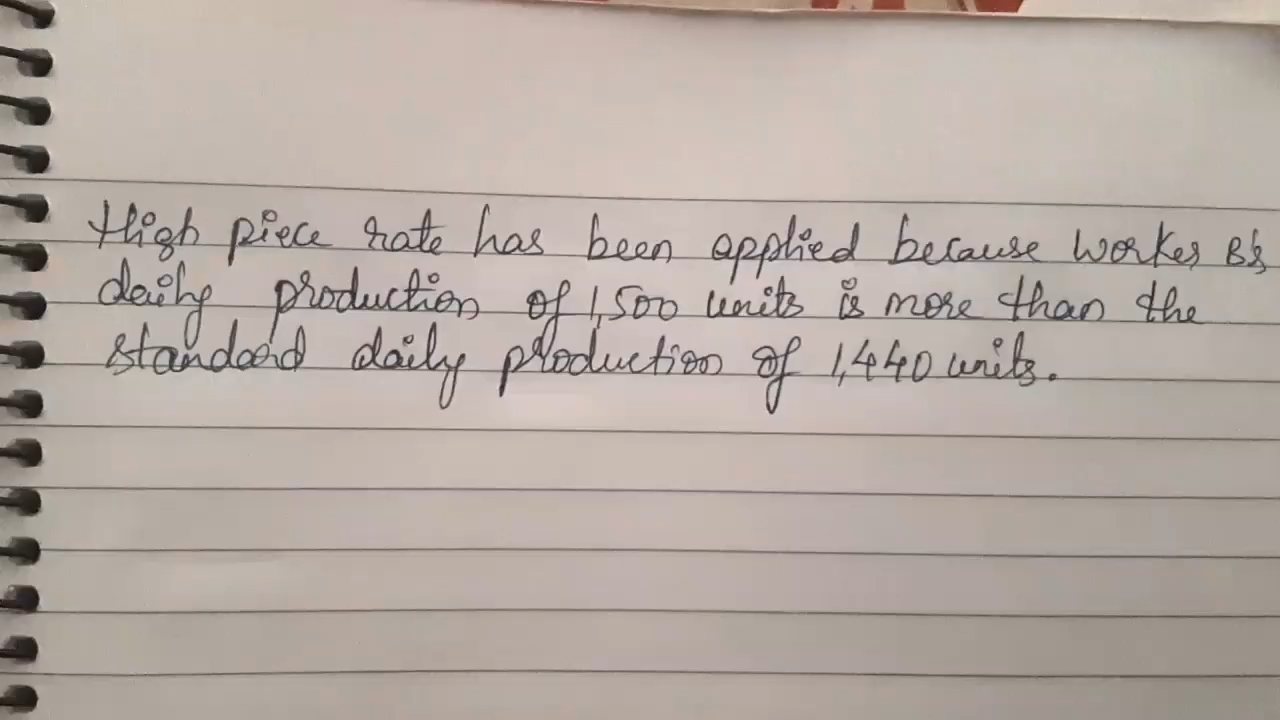 High piece rate has been applied because worker B's
daily production of 1,500 units is more than the
standard daily production of 1,440 units.